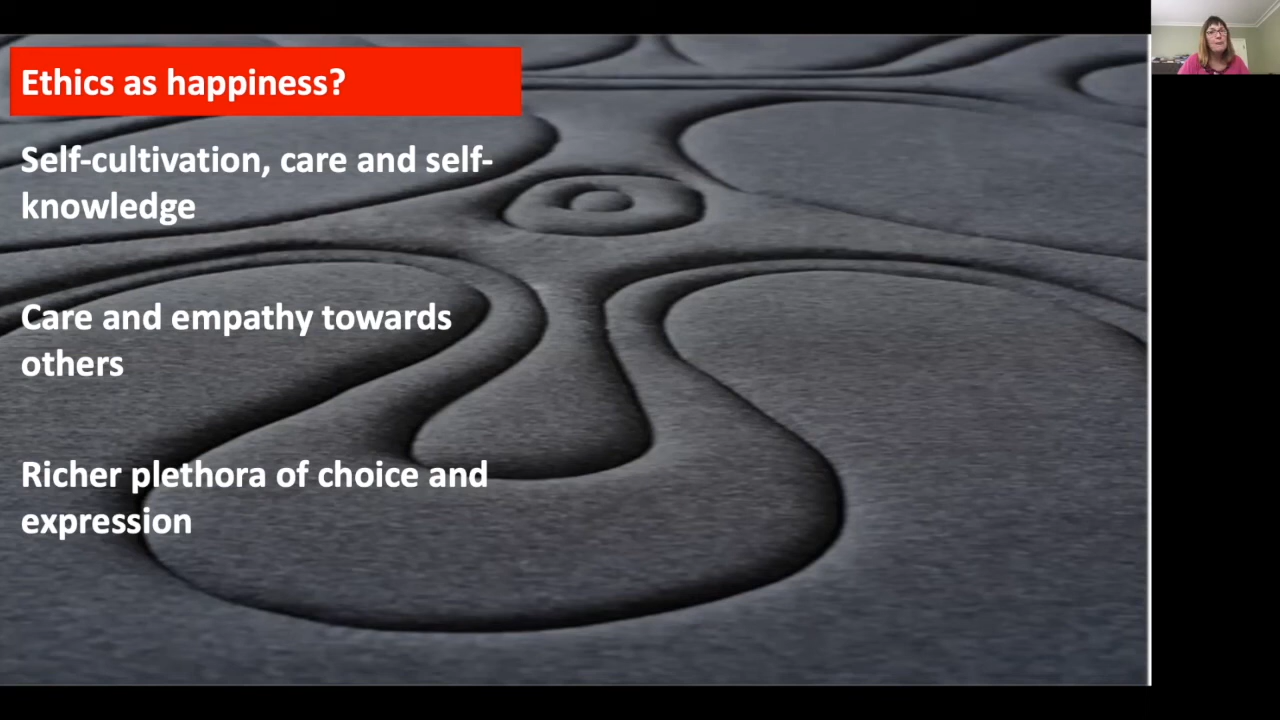 Ethics as happiness?
Self-cultivation, care and self-
knowledge
Care and empathy towards
others
Richer plethora of choice and
expression